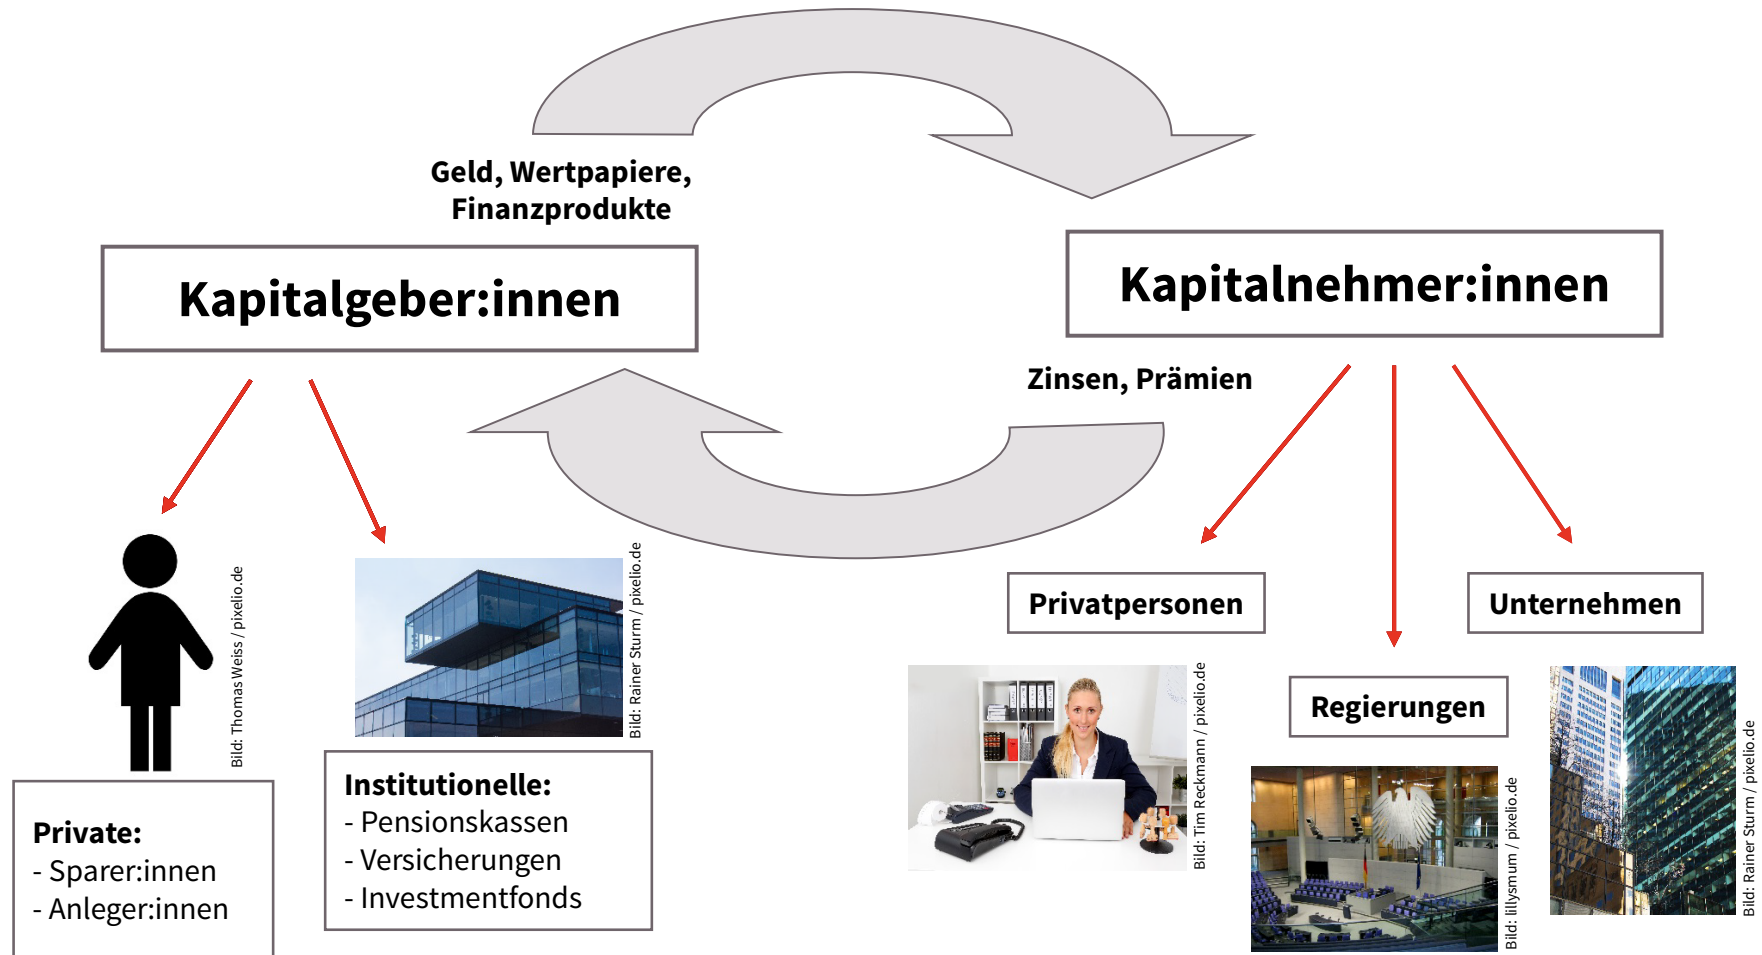 Geld, Wertpapiere,
Finanzprodukte
Kapitalgeber:innen
Kapitalnehmer:innen
Zinsen, Prämien
Bild: Thomas Weiss / pixelio.de
Bild: Rainer Sturm / pixelio.de
Private:
- Sparer:innen
- Anleger:innen
Institutionelle:
- Pensionskassen
- Versicherungen
- Investmentfonds
Privatpersonen
Unternehmen
Regierungen
Bild: Tim Reckmann / pixelio.de
Bild: lillysmum / pixelio.de
Bild: Rainer Sturm / pixelio.de